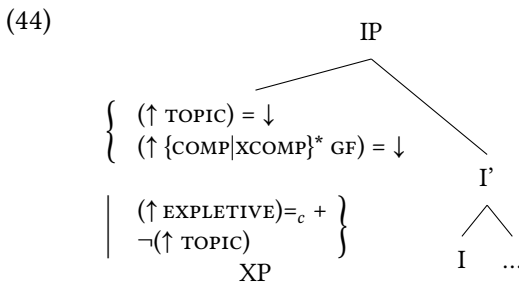 (44)
IP
{ (↑ TOPIC) = ↓
(↑ {COMP|XCOMP}* GF) = ↓
I'
| (↑ EXPLETIVE)=c +
¬(↑ TOPIC) }
XP
I ...